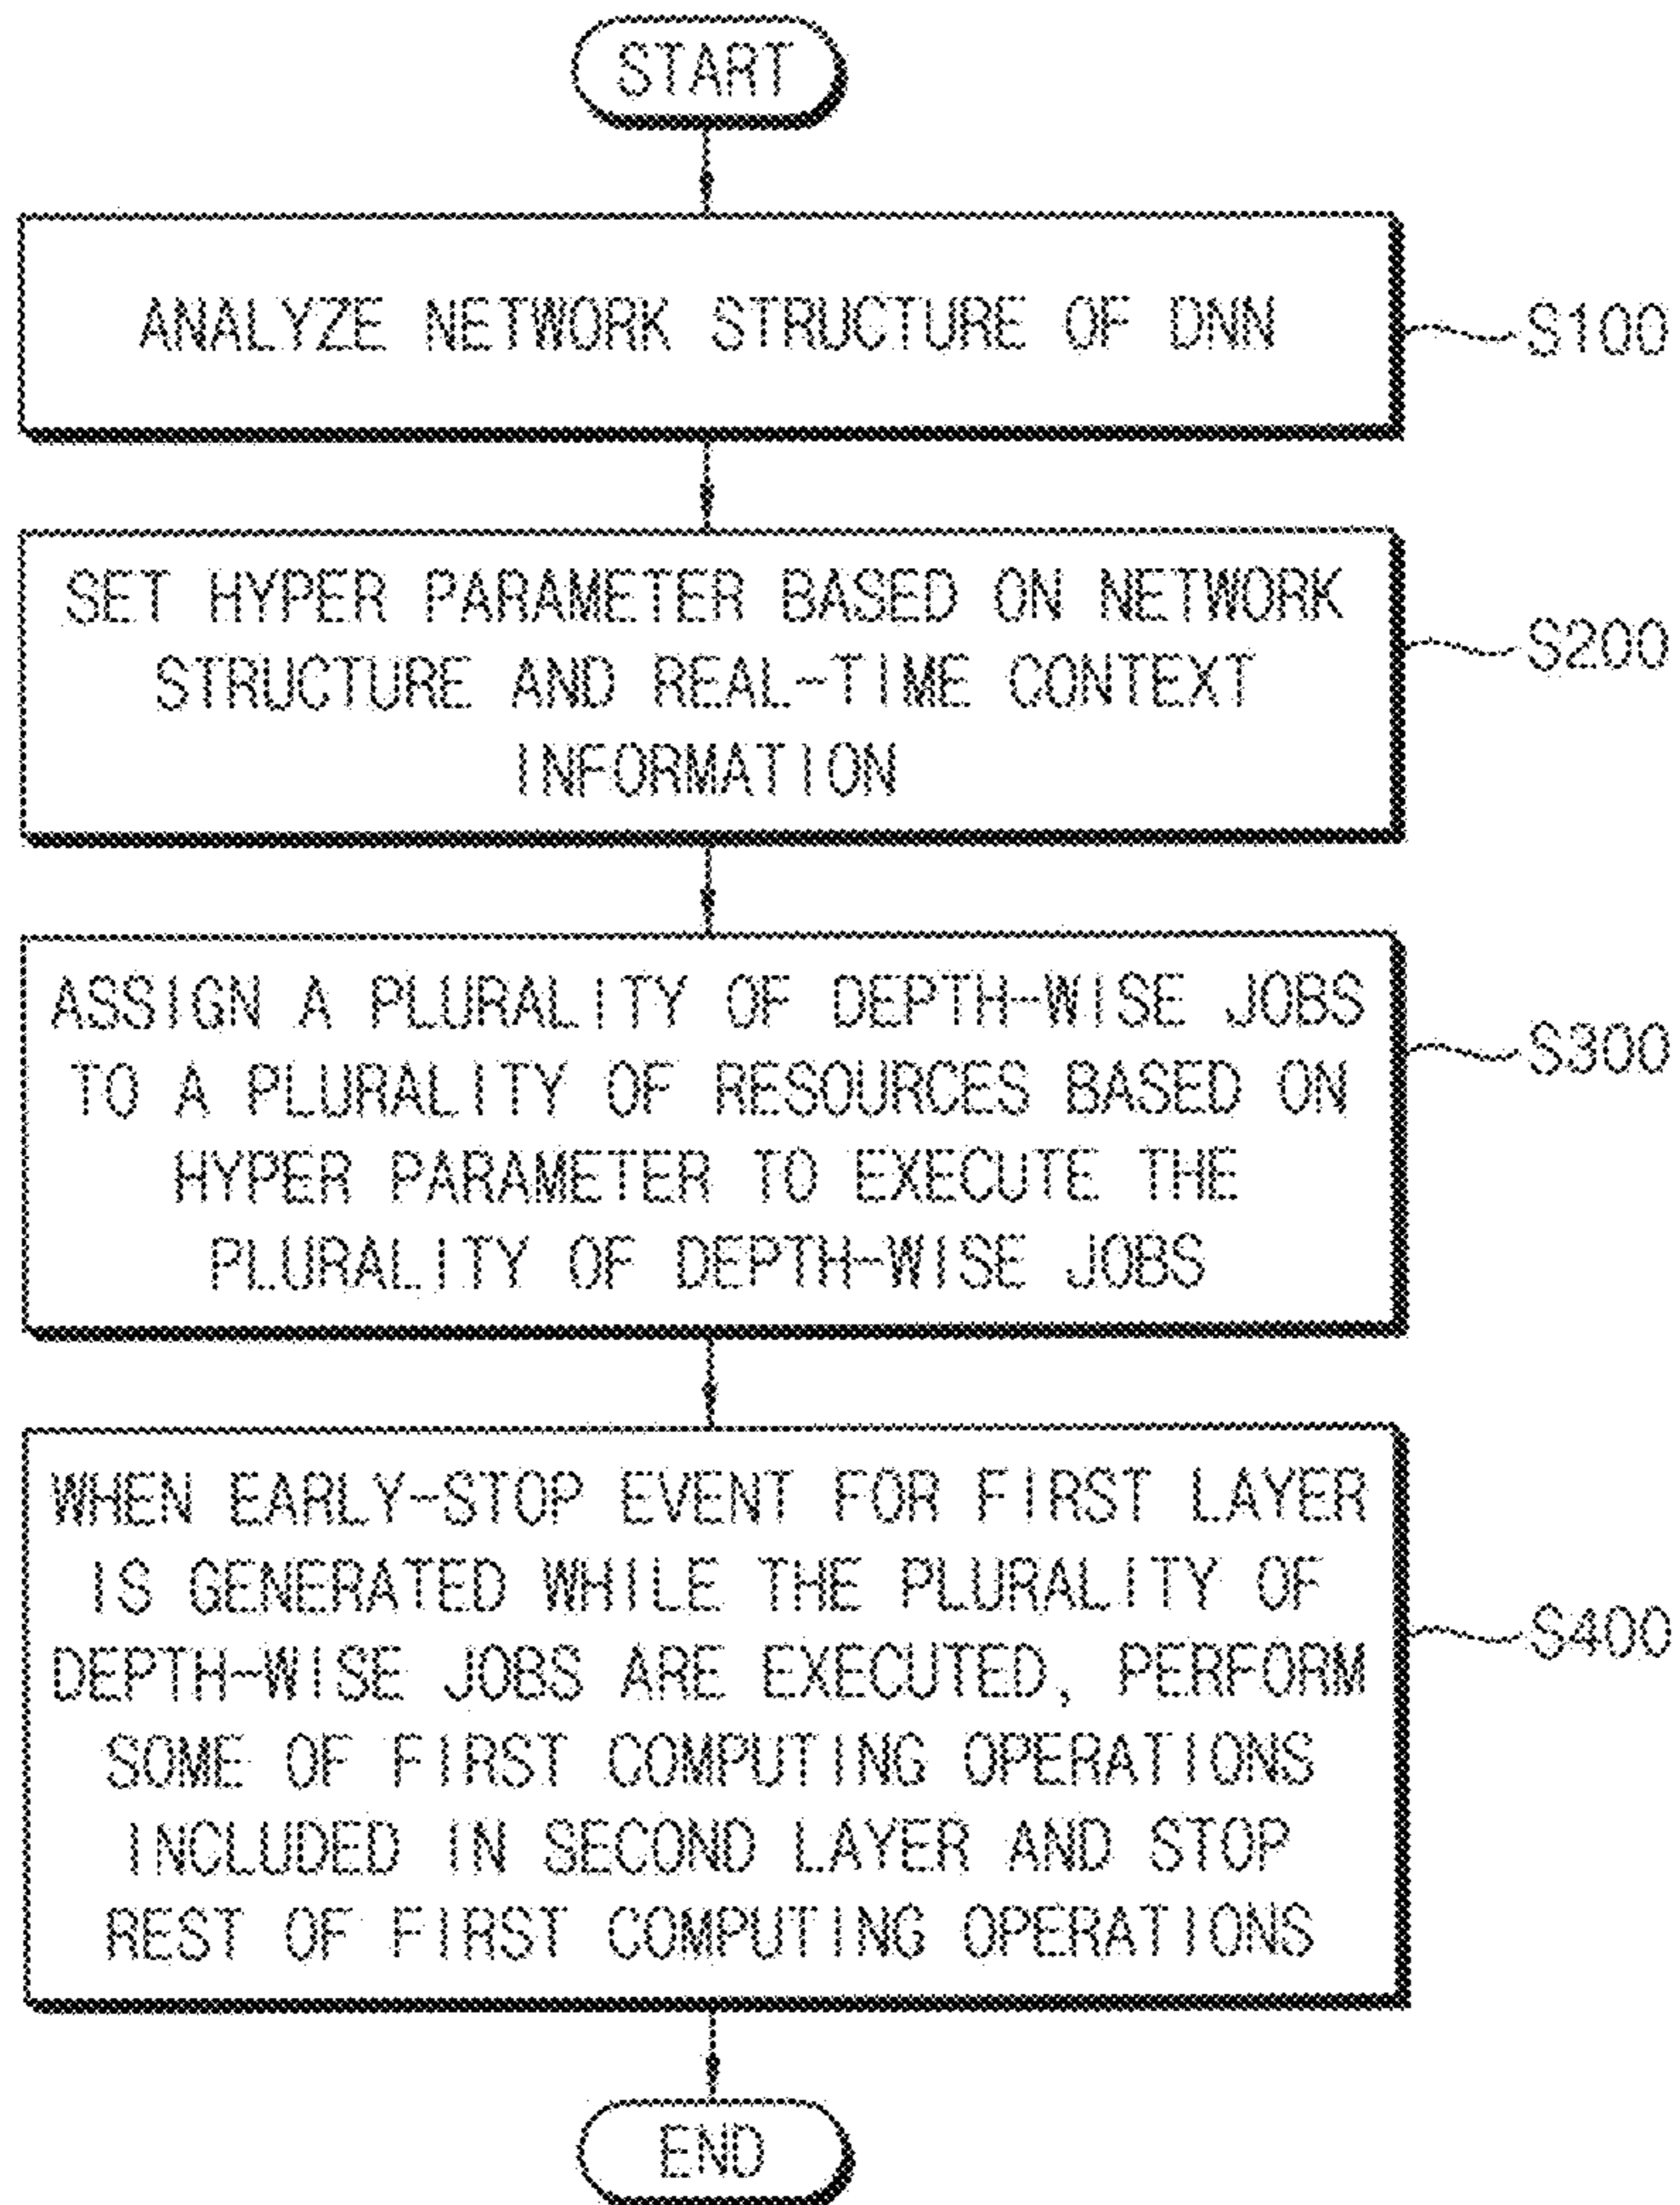 START
ANALYZE NETWORK STRUCTURE OF DNN
S100
SET HYPER PARAMETER BASED ON NETWORK
STRUCTURE AND REAL-TIME CONTEXT
INFORMATION
S200
ASSIGN A PLURALITY OF DEPTH-WISE JOBS
TO A PLURALITY OF RESOURCES BASED ON
HYPER PARAMETER TO EXECUTE THE
PLURALITY OF DEPTH-WISE JOBS
S300
WHEN EARLY-STOP EVENT FOR FIRST LAYER
IS GENERATED WHILE THE PLURALITY OF
DEPTH-WISE JOBS ARE EXECUTED, PERFORM
SOME OF FIRST COMPUTING OPERATIONS
INCLUDED IN SECOND LAYER AND STOP
REST OF FIRST COMPUTING OPERATIONS
S400
END